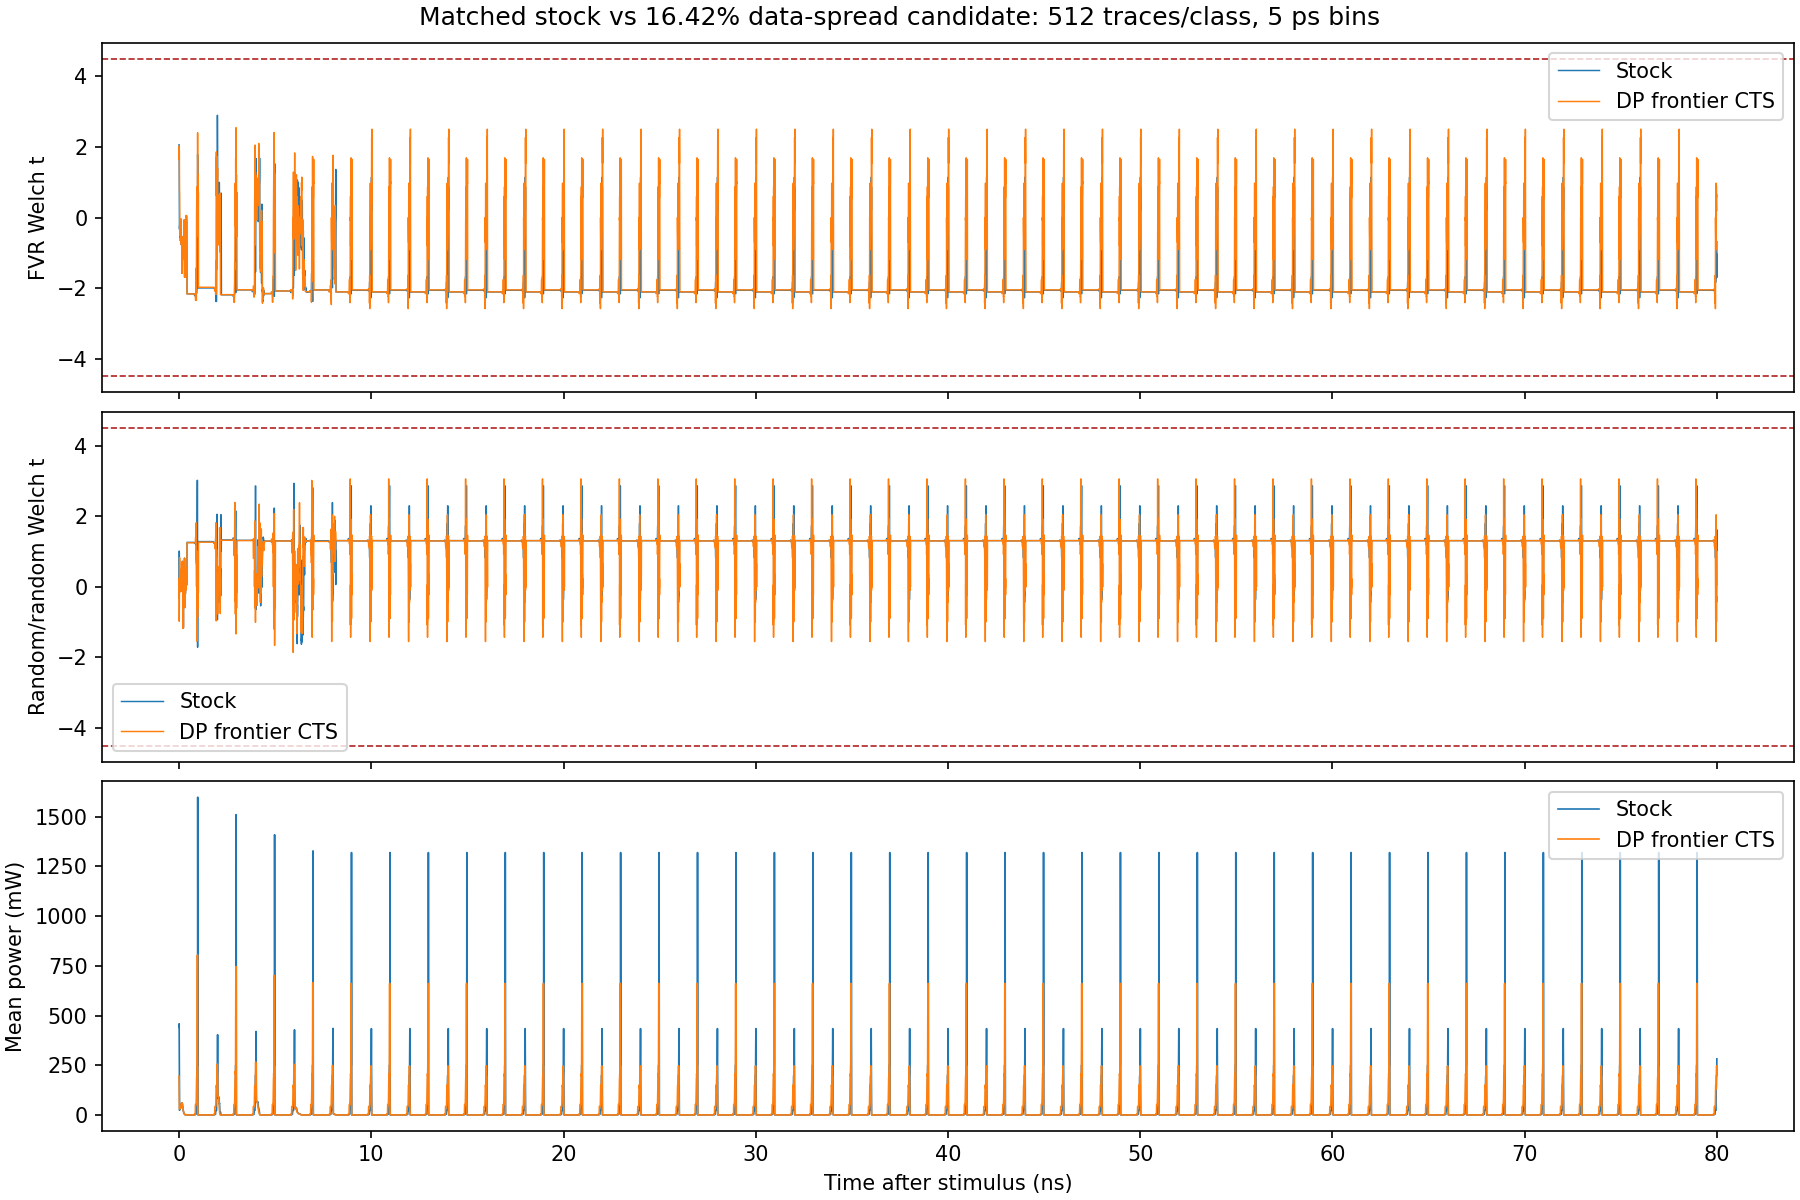 Matched stock vs 16.42% data-spread candidate: 512 traces/class, 5 ps bins
FVR Welch t
4
2
0
−2
−4
Stock
DP frontier CTS
Random/random Welch t
4
2
0
−2
−4
Stock
DP frontier CTS
Mean power (mW)
1500
1250
1000
750
500
250
0
Stock
DP frontier CTS
0 10 20 30 40 50 60 70 80
Time after stimulus (ns)